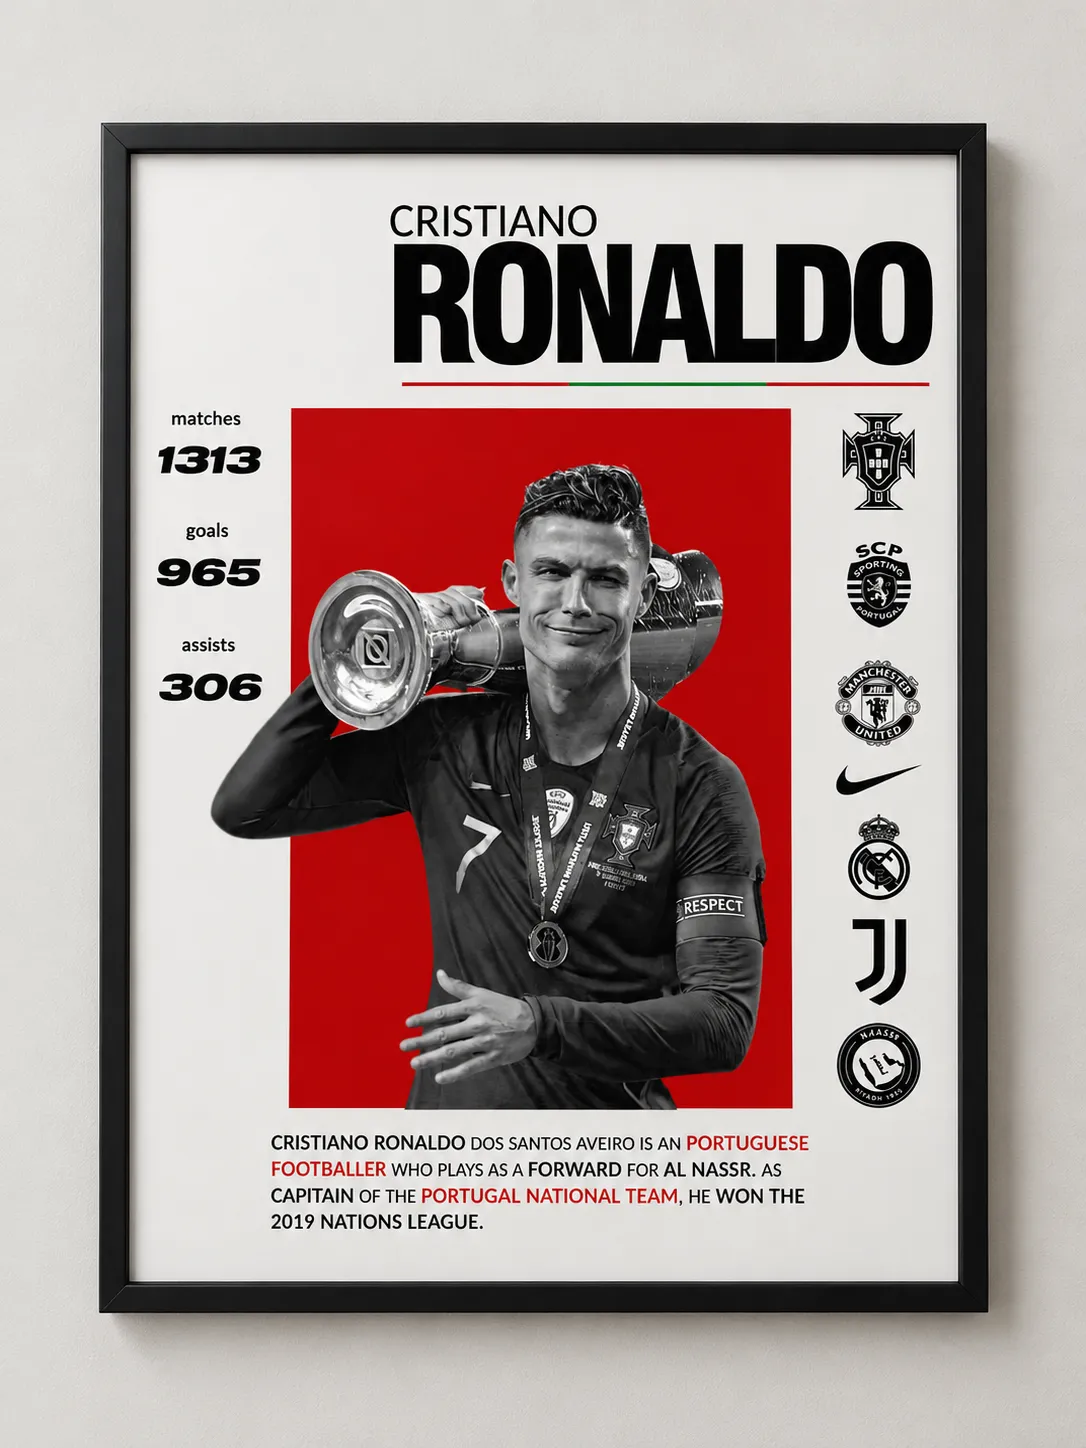 CRISTIANO
RONALDO
matches
1313
goals
965
assists
306
SCP
SPORTING
PORTUGAL
MANCHESTER
UNITED
7
RESPECT
RIYADH
CRISTIANO RONALDO DOS SANTOS AVEIRO IS AN PORTUGUESE
FOOTBALLER WHO PLAYS AS A FORWARD FOR AL NASSR. AS
CAPITAIN OF THE PORTUGAL NATIONAL TEAM, HE WON THE
2019 NATIONS LEAGUE.